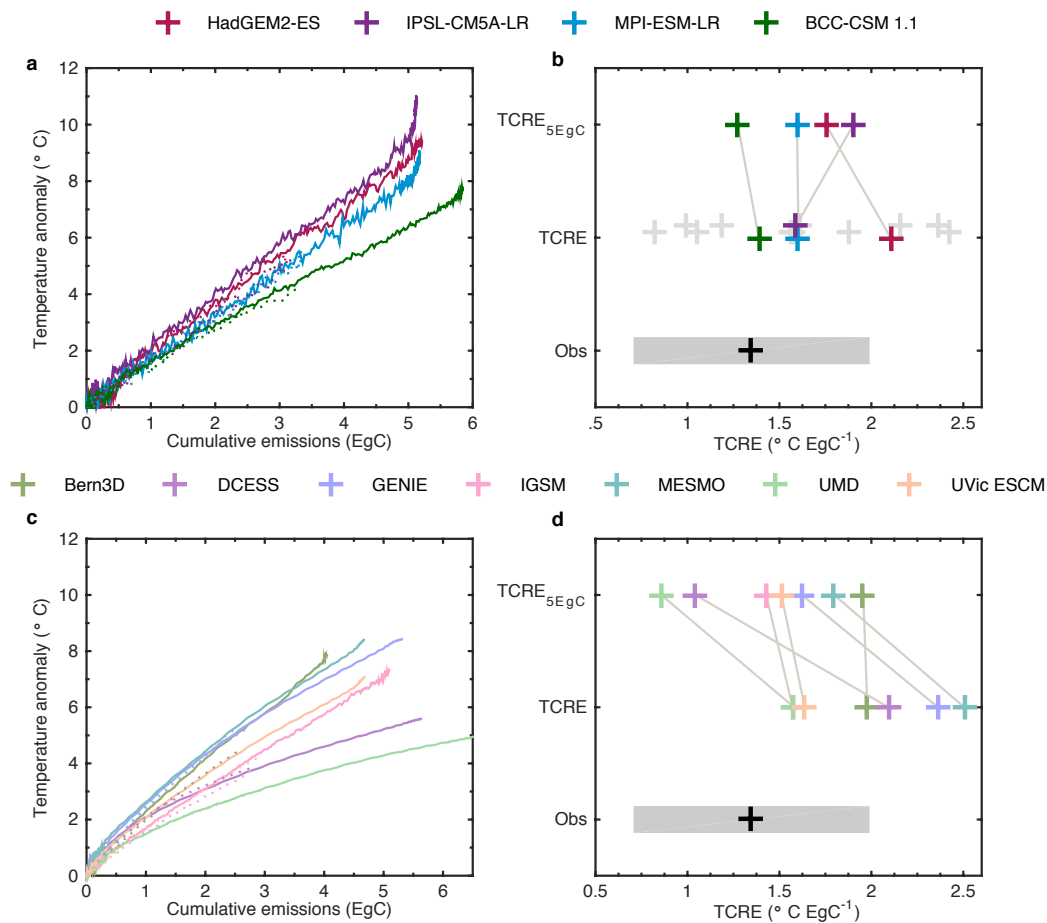 HadGEM2-ES IPSL-CM5A-LR MPI-ESM-LR BCC-CSM 1.1
a
Temperature anomaly (° C)
12
10
8
6
4
2
0
0 1 2 3 4 5 6
Cumulative emissions (EgC)
b
TCRE5EgC
TCRE
Obs
.5 1 1.5 2 2.5
TCRE (° C EgC-1)
Bern3D DCESS GENIE IGSM MESMO UMD UVic ESCM
c
Temperature anomaly (° C)
12
10
8
6
4
2
0
0 1 2 3 4 5 6
Cumulative emissions (EgC)
d
TCRE5EgC
TCRE
Obs
0.5 1 1.5 2 2.5
TCRE (° C EgC-1)